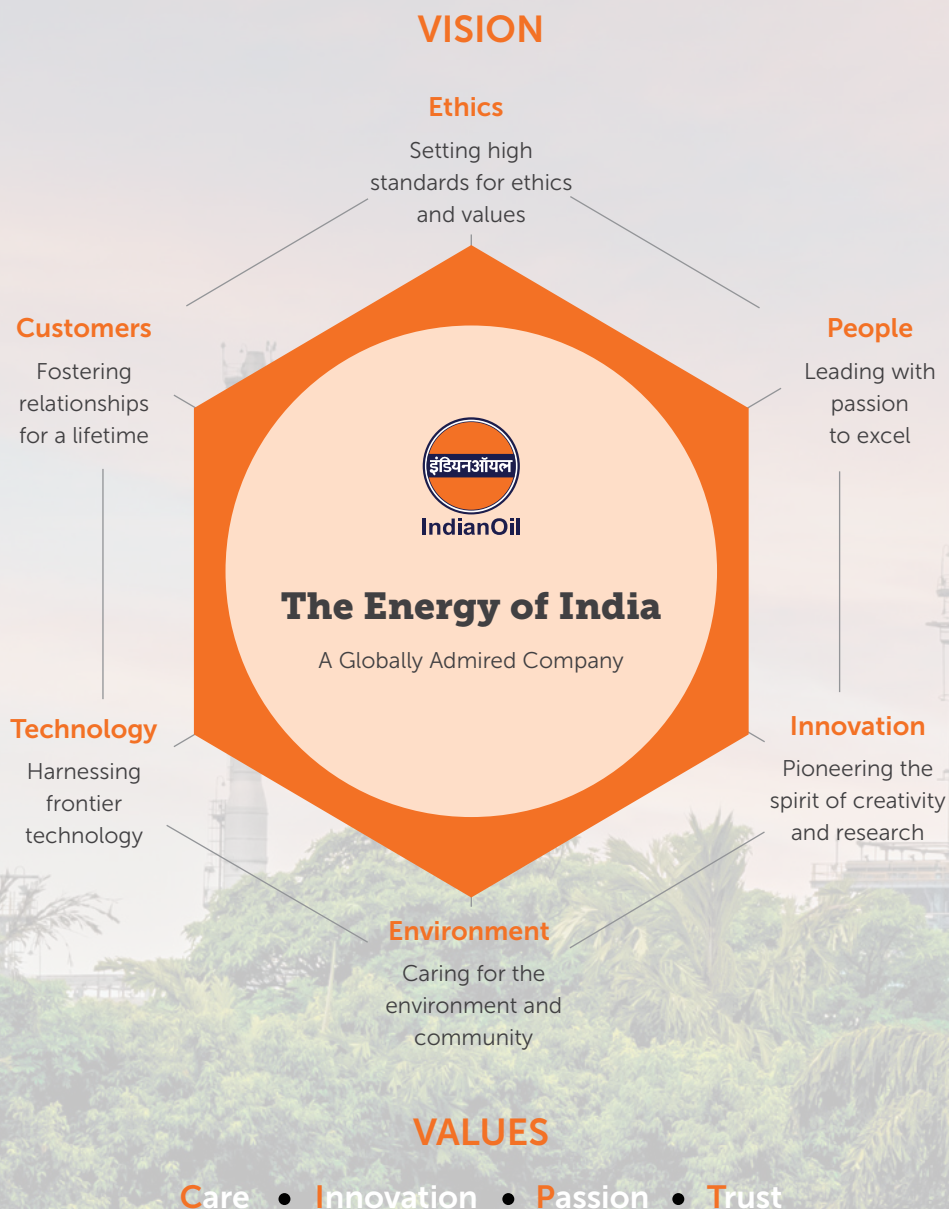 VISION
Ethics
Setting high
standards for ethics
and values
Customers
Fostering
relationships
for a lifetime
People
Leading with
passion
to excel
इंडियनऑयल
IndianOil
The Energy of India
A Globally Admired Company
Technology
Harnessing
frontier
technology
Innovation
Pioneering the
spirit of creativity
and research
Environment
Caring for the
environment and
community
VALUES
Care • Innovation • Passion • Trust